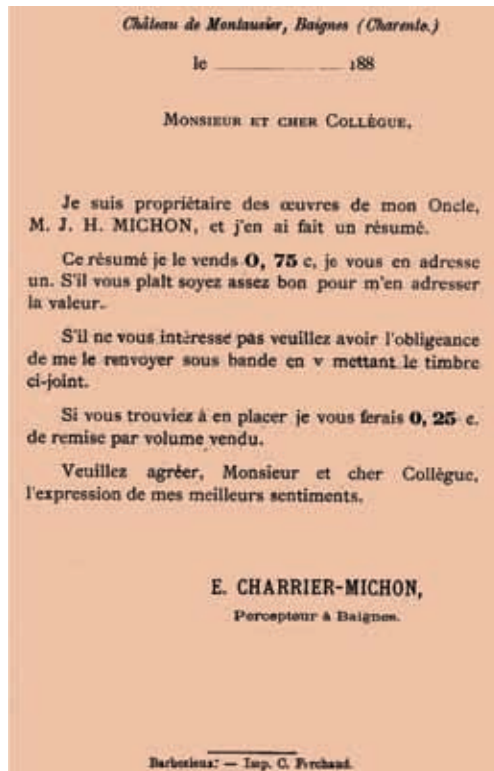 Château de Montausier, Baignes (Charente.)
le 188
MONSIEUR ET CHER COLLÈGUE,
Je suis propriétaire des œuvres de mon Oncle,
M. J. H. MICHON, et j'en ai fait un résumé.
Ce résumé je le vends 0, 75 c, je vous en adresse
un. S'il vous plaît soyez assez bon pour m'en adresser
la valeur.
S'il ne vous intéresse pas veuillez avoir l'obligeance
de me le renvoyer sous bande en y mettant le timbre
ci-joint.
Si vous trouviez à en placer je vous ferais 0, 25 c.
de remise par volume vendu.
Veuillez agréer, Monsieur et cher Collègue,
l'expression de mes meilleurs sentiments.
E. CHARRIER-MICHON,
Percepteur à Baignes.
Barbezieux. — Imp. C.